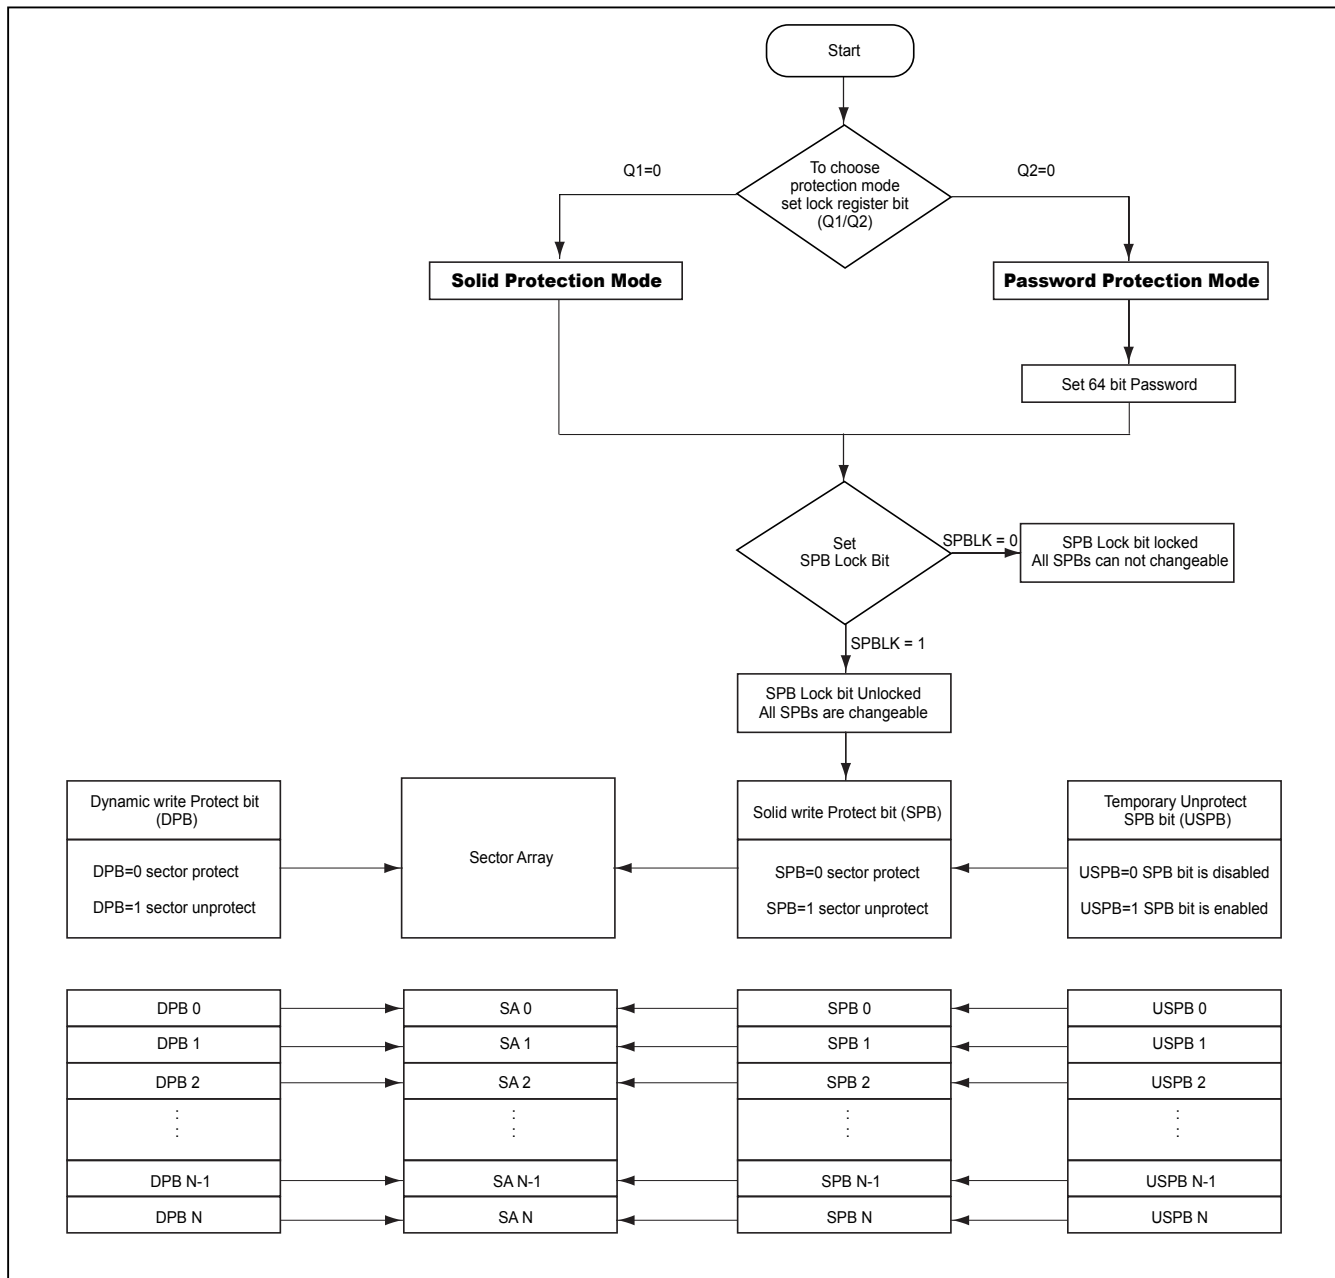 Start
To choose
protection mode
set lock register bit
(Q1/Q2)
Q1=0
Q2=0
Solid Protection Mode
Password Protection Mode
Set 64 bit Password
Set
SPB Lock Bit
SPBLK = 0
SPB Lock bit locked
All SPBs can not changeable
SPBLK = 1
SPB Lock bit Unlocked
All SPBs are changeable
Dynamic write Protect bit
(DPB)
DPB=0 sector protect
DPB=1 sector unprotect
Sector Array
Solid write Protect bit (SPB)
SPB=0 sector protect
SPB=1 sector unprotect
Temporary Unprotect
SPB bit (USPB)
USPB=0 SPB bit is disabled
USPB=1 SPB bit is enabled
DPB 0
SA 0
SPB 0
USPB 0
DPB 1
SA 1
SPB 1
USPB 1
DPB 2
SA 2
SPB 2
USPB 2
DPB N-1
SA N-1
SPB N-1
USPB N-1
DPB N
SA N
SPB N
USPB N